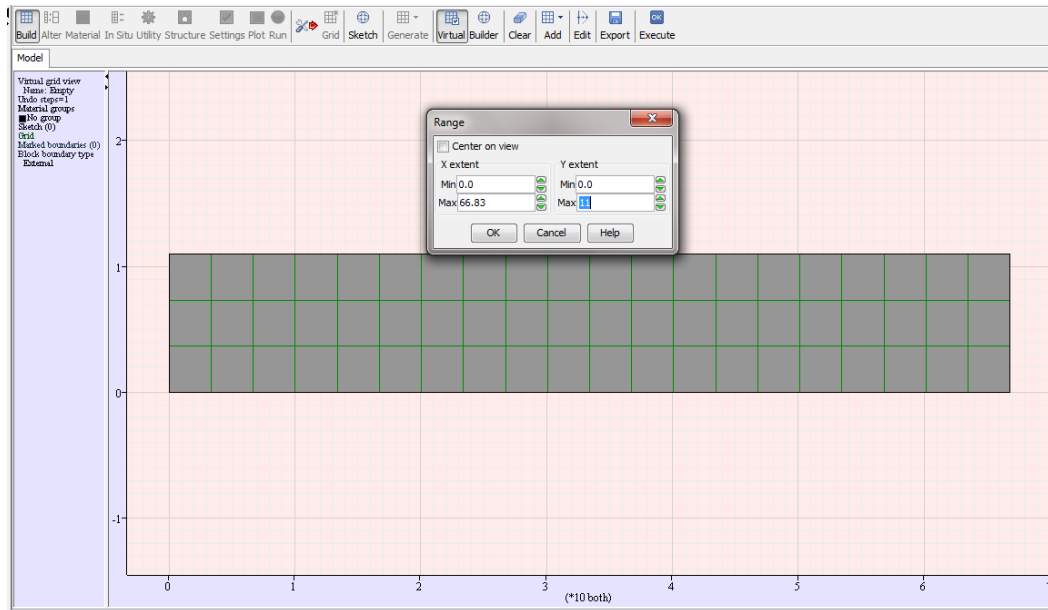 Build Alter Material In Situ Utility Structure Settings Plot Run Grid Sketch Generate Virtual Builder Clear Add Edit Export Execute
OK
Model
Virtual grid view
Name: Empty
Undo steps=1
Material groups
No group
Sketch (0)
Grid
Marked boundaries (0)
Block boundary type
External
Range
Center on view
X extent
Y extent
Min 0.0
Min 0.0
Max 66.83
Max 11
OK Cancel Help
2
1
0
-1
0 1 2 3 4 5 6
(*10 both)